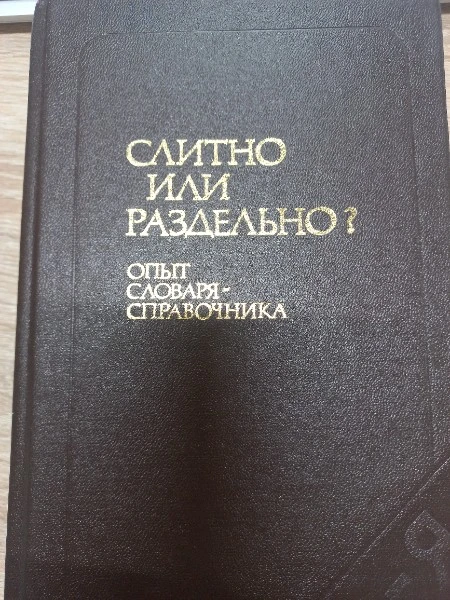 СЛИТНО
ИЛИ
РАЗДЕЛЬНО?
ОПЫТ
СЛОВАРЯ-
СПРАВОЧНИКА